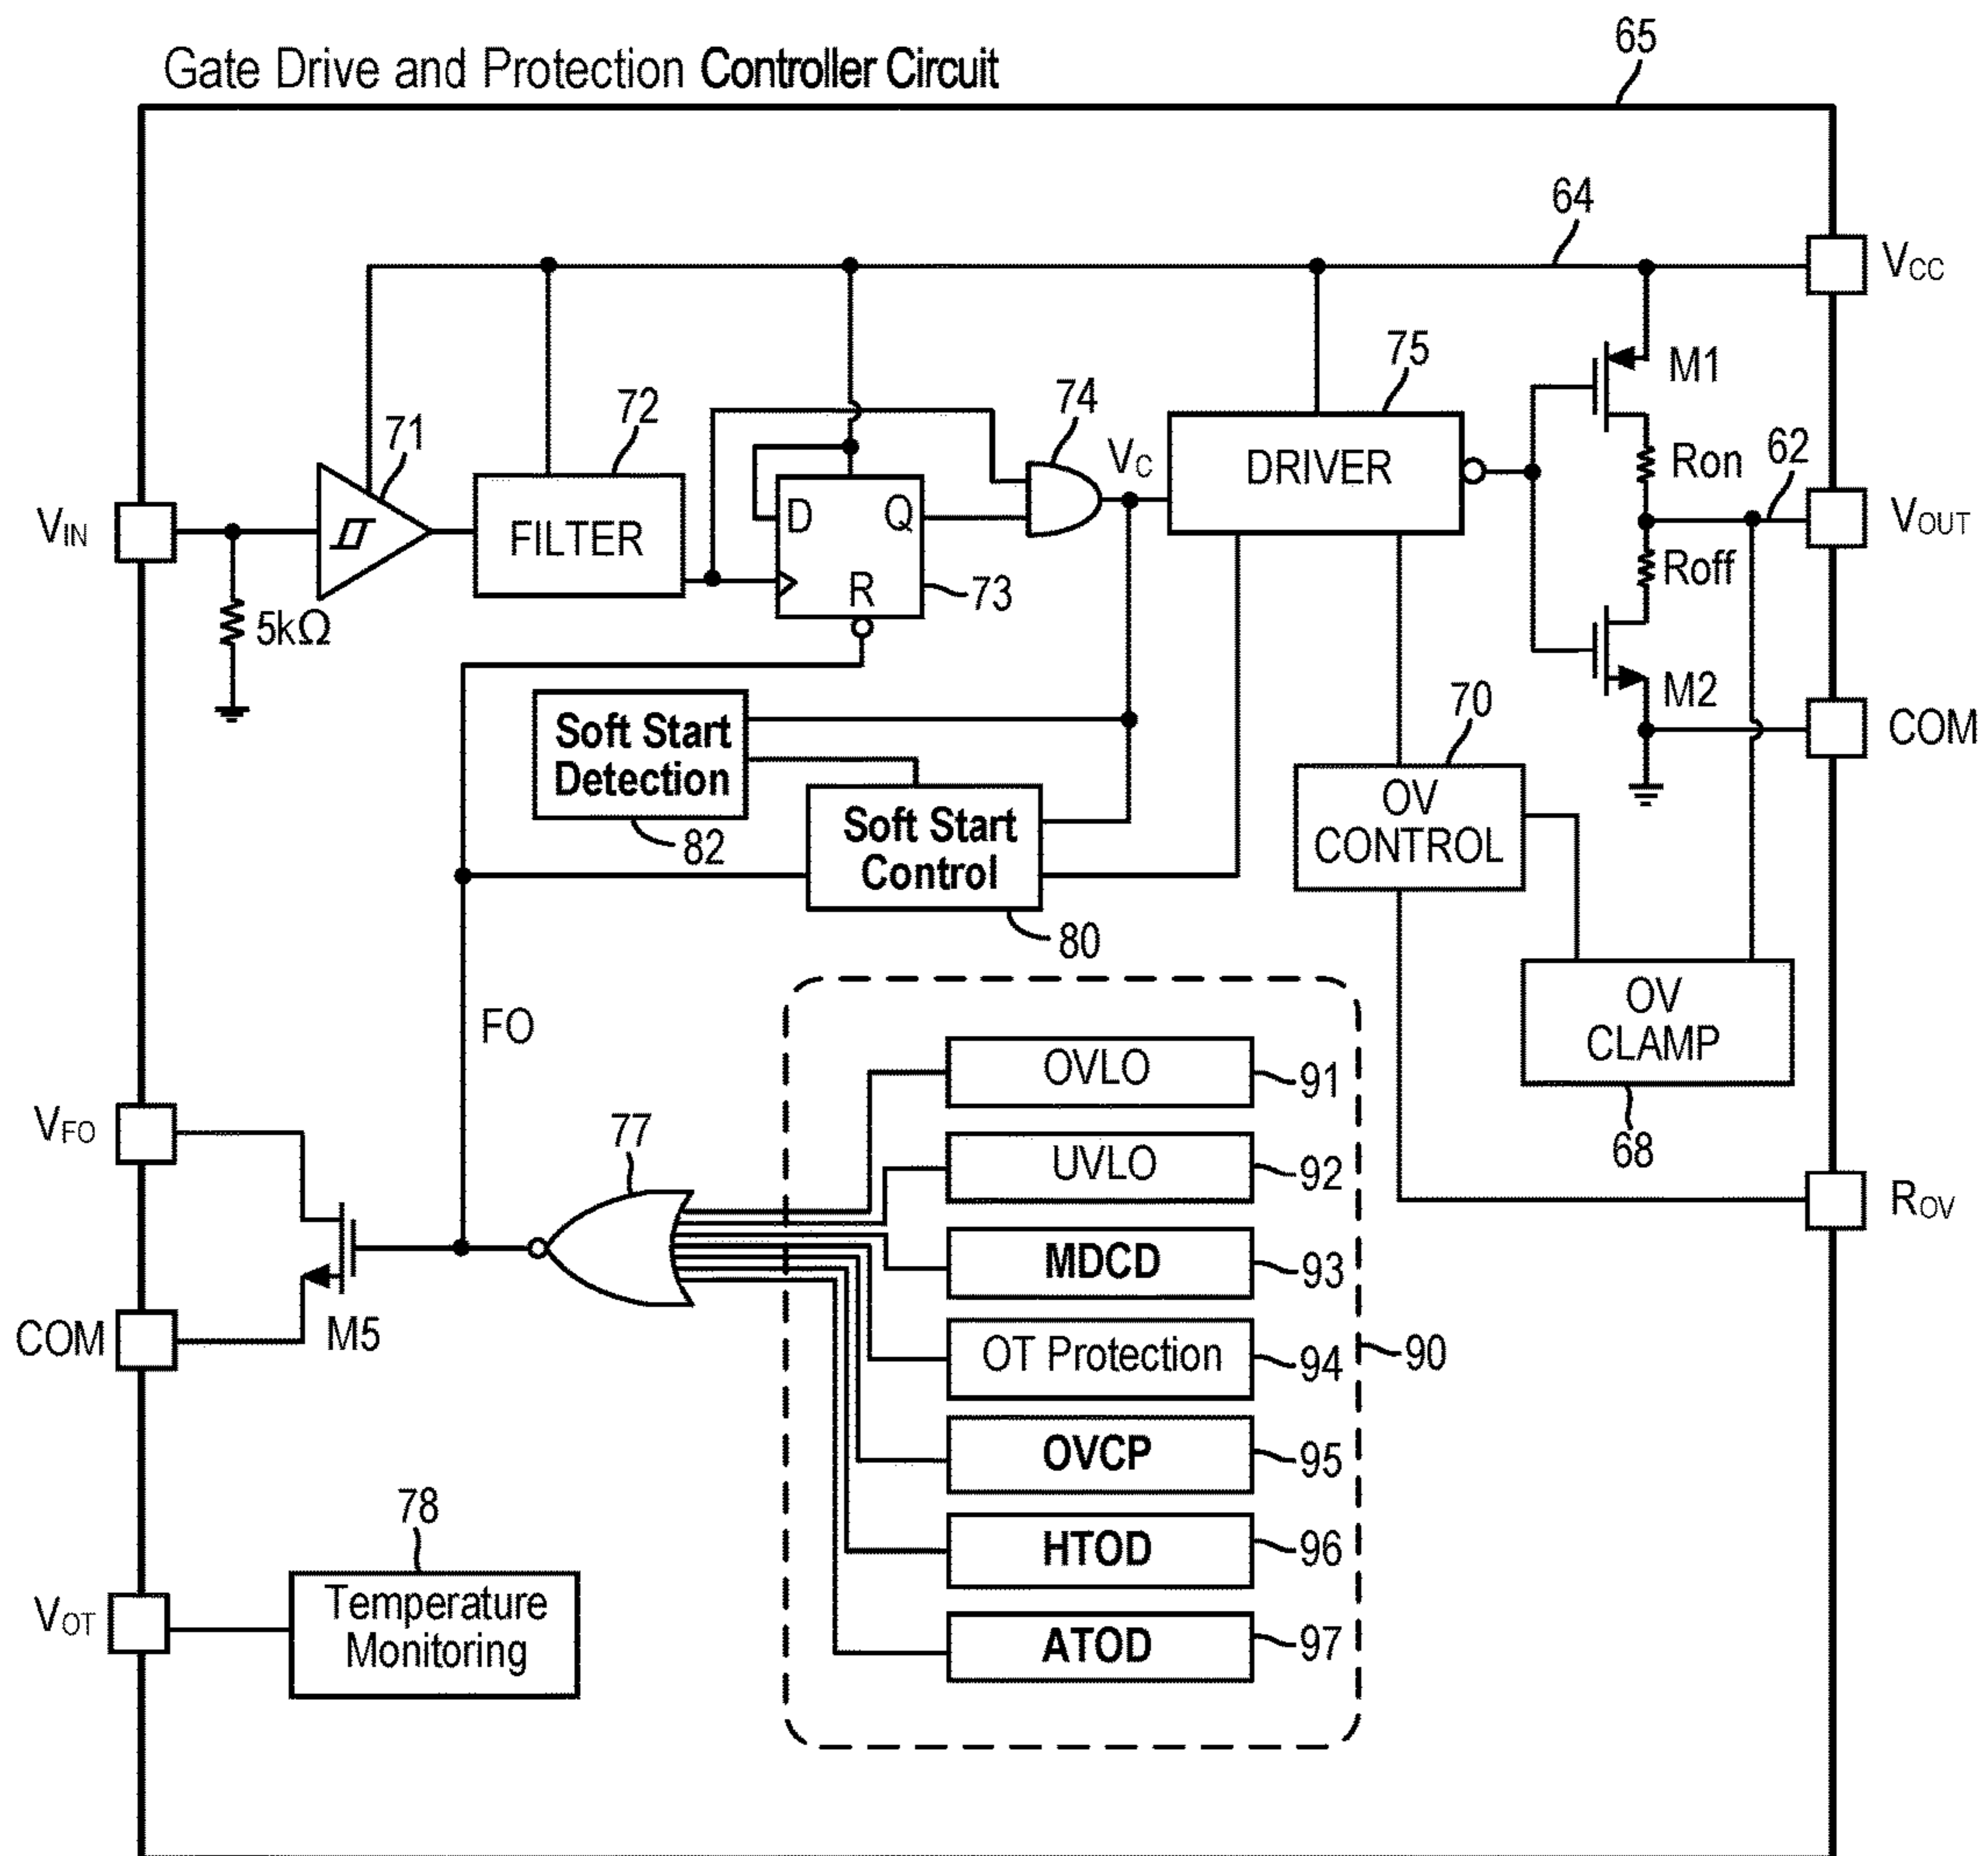 Gate Drive and Protection Controller Circuit
65
64
VCC
M1
75
74
72
71
VC
DRIVER
Ron
62
VIN
FILTER
D
Q
VOUT
R
73
Roff
5kΩ
M2
COM
70
Soft Start
Detection
82
OV
CONTROL
Soft Start
Control
80
OV
CLAMP
68
FO
OVLO
91
VFO
77
UVLO
92
ROV
MDCD
93
COM
M5
OT Protection
94
90
OVCP
95
78
HTOD
96
VOT
Temperature
Monitoring
ATOD
97